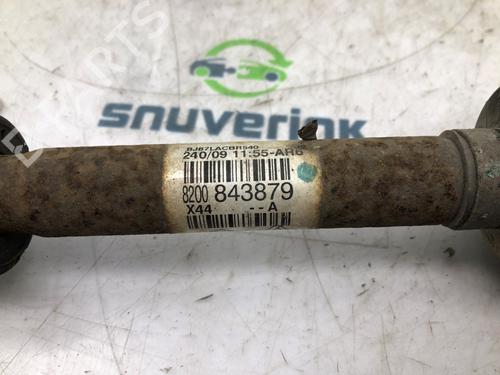 snuverink
BJ87LACBR540
240/09 11:55-AR6
8200 843879
X44 --A